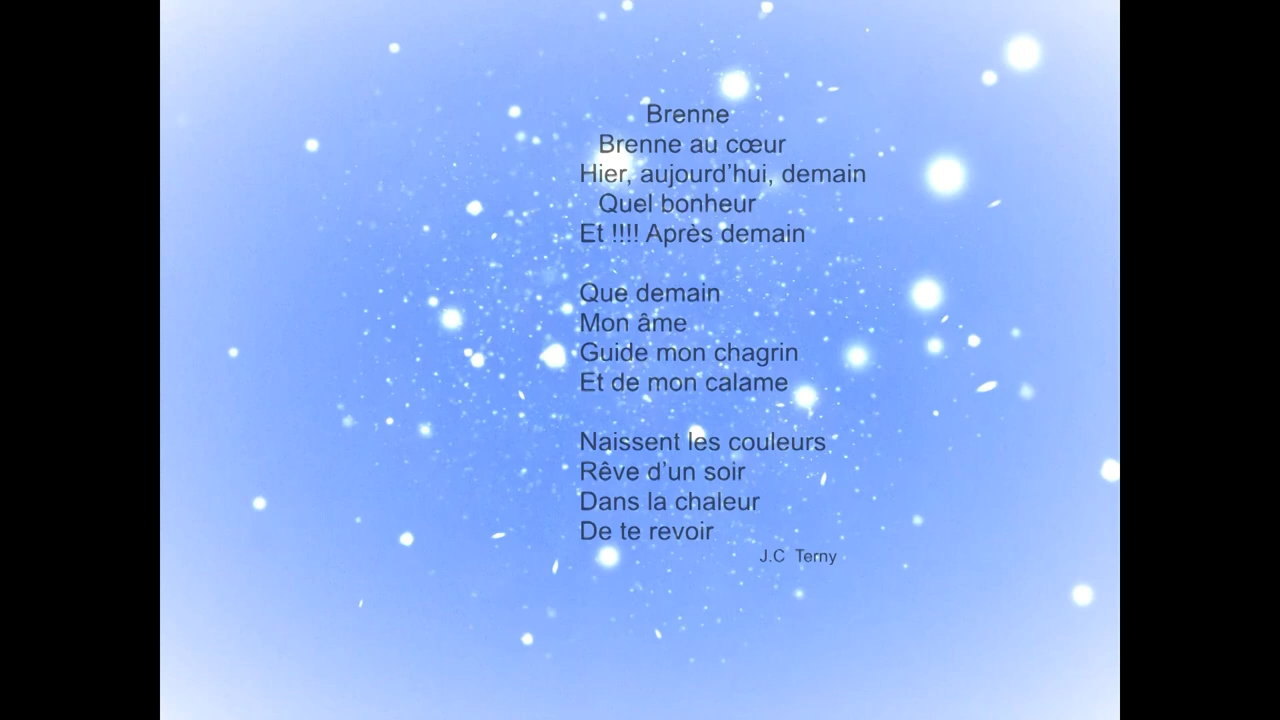 Brenne
Brenne au cœur
Hier, aujourd’hui, demain
Quel bonheur
Et !!!! Après demain
Que demain
Mon âme
Guide mon chagrin
Et de mon calame
Naissent les couleurs
Rêve d’un soir
Dans la chaleur
De te revoir
J.C Terny